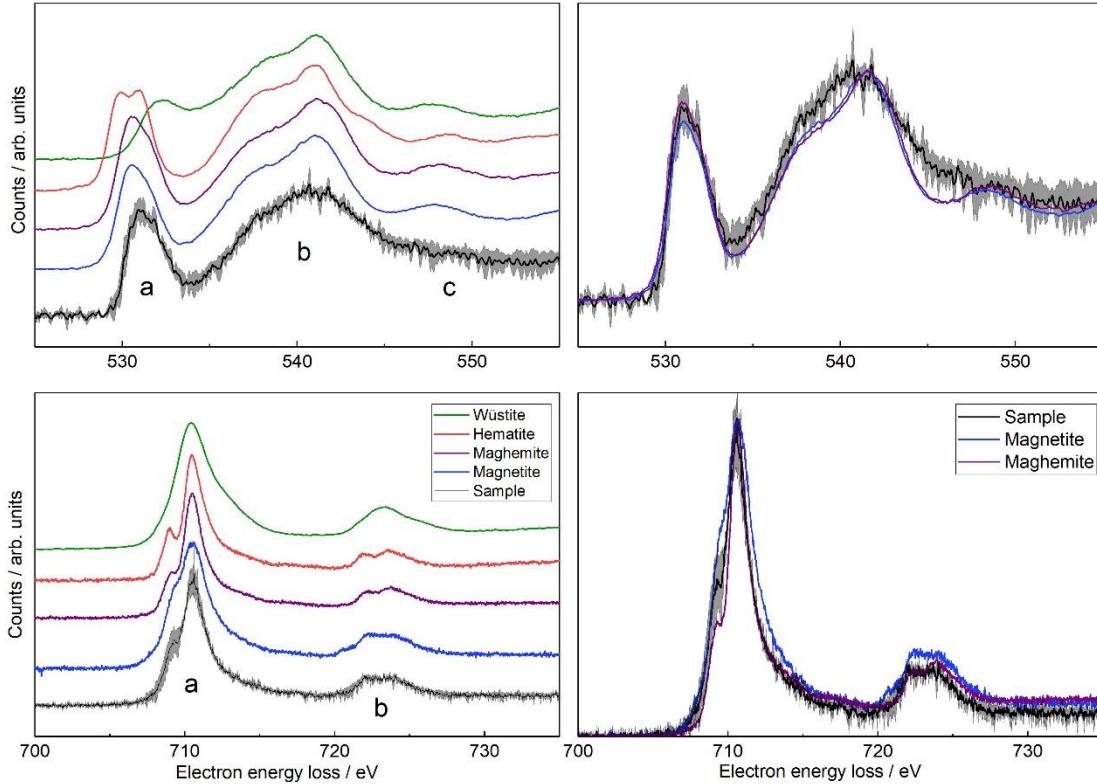 Counts / arb. units
a
b
c
530
540
550
530
540
550
Counts / arb. units
Wüstite
Hematite
Maghemite
Magnetite
Sample
a
b
700
710
720
730
Electron energy loss / eV
Sample
Magnetite
Maghemite
700
710
720
730
Electron energy loss / eV